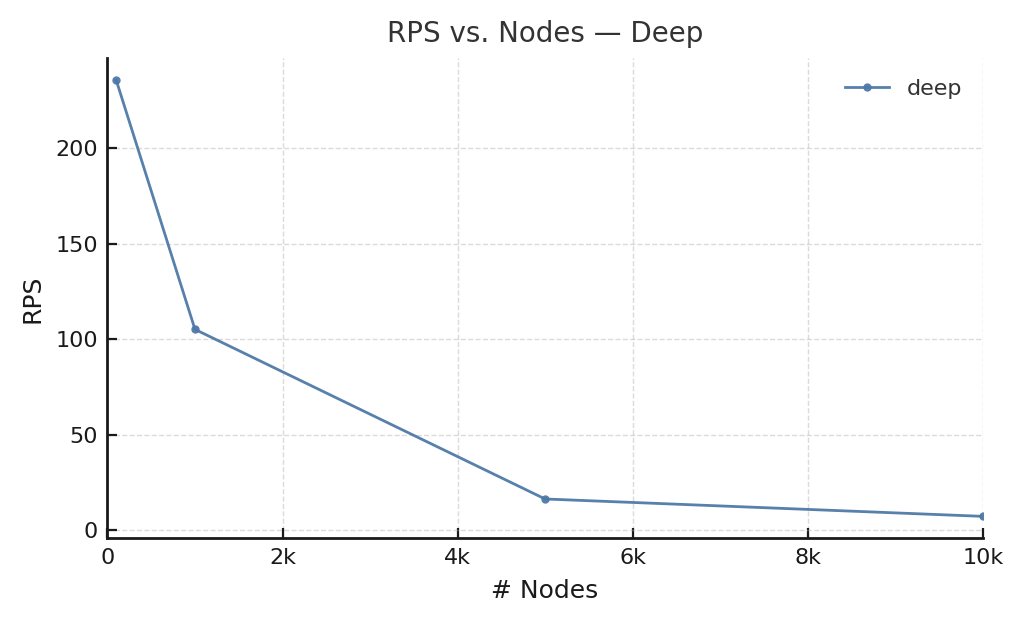 RPS vs. Nodes — Deep
deep
RPS
200
150
100
50
0
0 2k 4k 6k 8k 10k
# Nodes